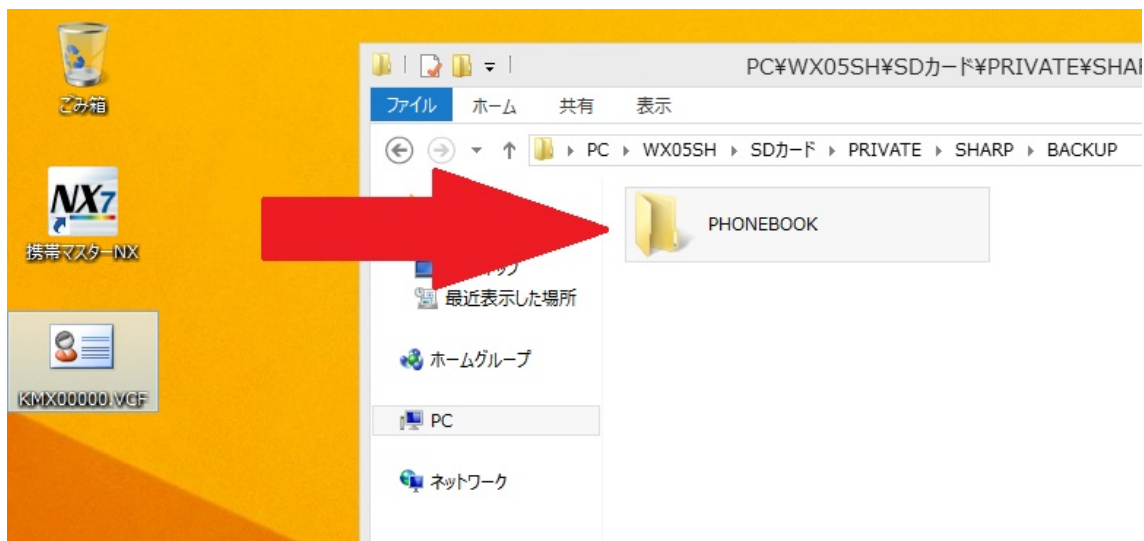 ごみ箱
NX7
携帯マスターNX
KMX00000.VCF
PC¥WX05SH¥SDカード¥PRIVATE¥SHAR
ファイル ホーム 共有 表示
PC WX05SH SDカード PRIVATE SHARP BACKUP
PHONEBOOK
最近表示した場所
ホームグループ
PC
ネットワーク